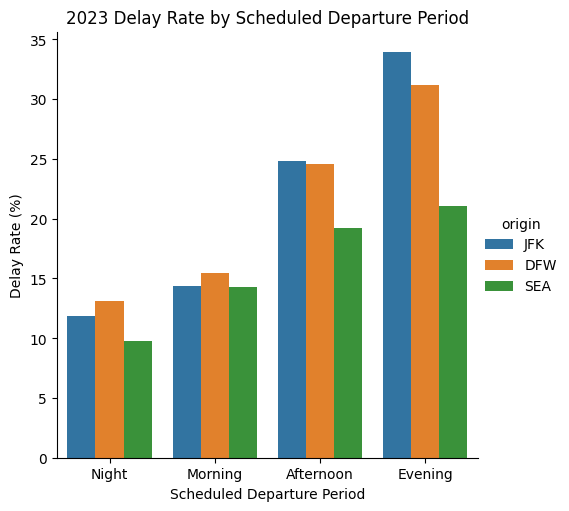 2023 Delay Rate by Scheduled Departure Period
Delay Rate (%)
35
30
25
20
15
10
5
0
Night Morning Afternoon Evening
Scheduled Departure Period
origin
JFK
DFW
SEA